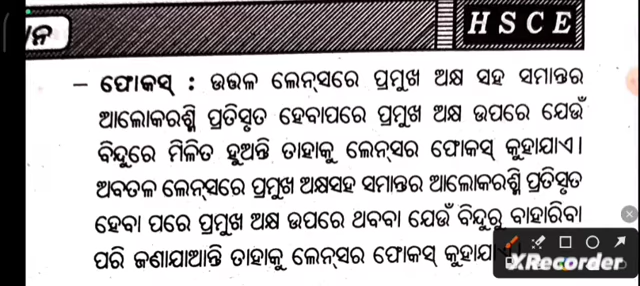 ନ
HSCE
– ଫୋକସ୍ : ଉତ୍ତଳ ଲେନ୍ସରେ ପ୍ରମୁଖ ଅକ୍ଷ ସହ ସମାନ୍ତର
ଆଲୋକରଶ୍ମି ପ୍ରତିସୃତ ହେବାପରେ ପ୍ରମୁଖ ଅକ୍ଷ ଉପରେ ଯେଉଁ
ବିନ୍ଦୁରେ ମିଳିତ ହୁଅନ୍ତି ତାହାକୁ ଲେନ୍ସର ଫୋକସ୍ କୁହାଯାଏ।
ଅବତଳ ଲେନ୍ସରେ ପ୍ରମୁଖ ଅକ୍ଷସହ ସମାନ୍ତର ଆଲୋକରଶ୍ମି ପ୍ରତିସୃତ
ହେବା ପରେ ପ୍ରମୁଖ ଅକ୍ଷ ଉପରେ ଥିବା ଯେଉଁ ବିନ୍ଦୁରୁ ବାହାରିବା
ପରି ଜଣାଯାଆନ୍ତି ତାହାକୁ ଲେନ୍ସର ଫୋକସ୍ କୁହାଯାଏ।
XRecorder